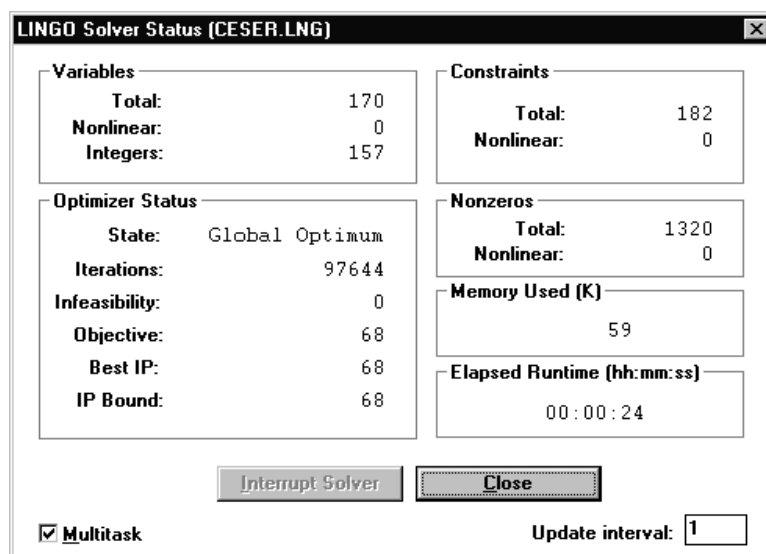 LINGO Solver Status (CESER.LNG)
Variables
Total: 170
Nonlinear: 0
Integers: 157
Constraints
Total: 182
Nonlinear: 0
Optimizer Status
State: Global Optimum
Iterations: 97644
Infeasibility: 0
Objective: 68
Best IP: 68
IP Bound: 68
Nonzeros
Total: 1320
Nonlinear: 0
Memory Used (K)
59
Elapsed Runtime (hh:mm:ss)
00:00:24
Interrupt Solver
Close
Multitask
Update interval: 1